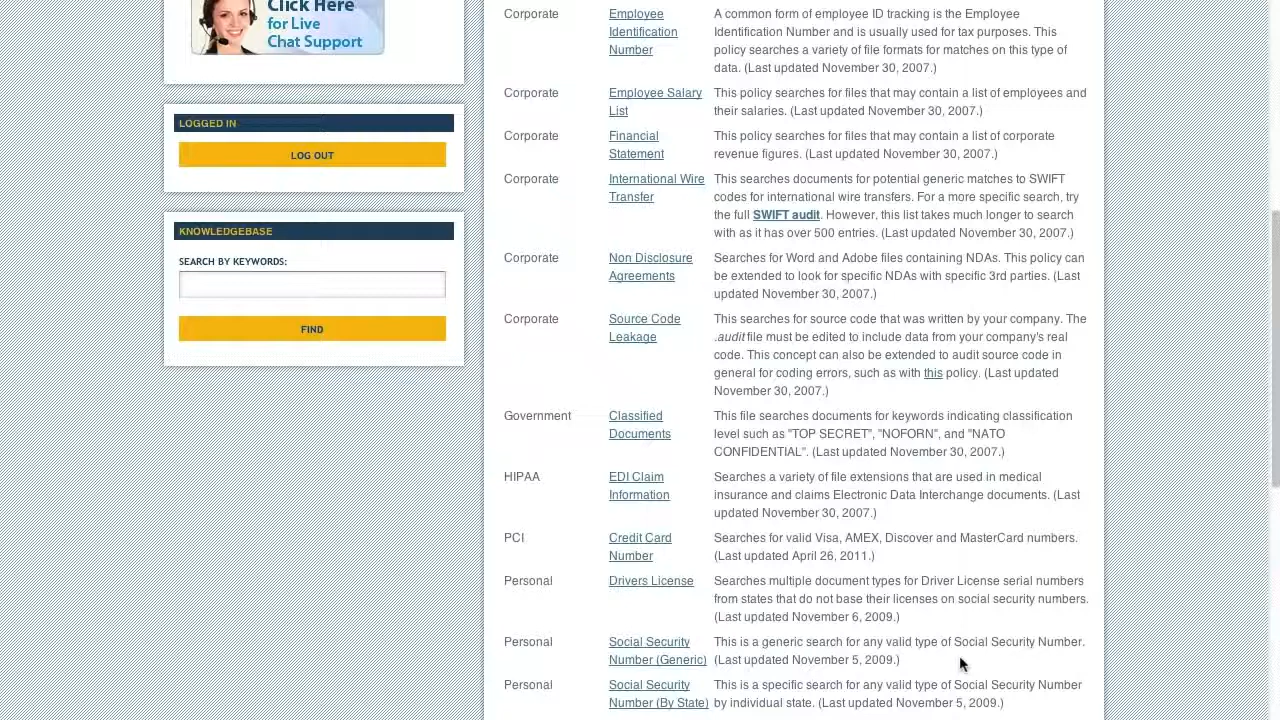 Click Here
for Live
Chat Support
LOGGED IN
LOG OUT
KNOWLEDGEBASE
SEARCH BY KEYWORDS:
FIND
Corporate Employee A common form of employee ID tracking is the Employee
Identification Identification Number and is usually used for tax purposes. This
Number policy searches a variety of file formats for matches on this type of
data. (Last updated November 30, 2007.)
Corporate Employee Salary This policy searches for files that may contain a list of employees and
List their salaries. (Last updated November 30, 2007.)
Corporate Financial This policy searches for files that may contain a list of corporate
Statement revenue figures. (Last updated November 30, 2007.)
Corporate International Wire This searches documents for potential generic matches to SWIFT
Transfer codes for international wire transfers. For a more specific search, try
the full SWIFT audit. However, this list takes much longer to search
with as it has over 500 entries. (Last updated November 30, 2007.)
Corporate Non Disclosure Searches for Word and Adobe files containing NDAs. This policy can
Agreements be extended to look for specific NDAs with specific 3rd parties. (Last
updated November 30, 2007.)
Corporate Source Code This searches for source code that was written by your company. The
Leakage .audit file must be edited to include data from your company's real
code. This concept can also be extended to audit source code in
general for coding errors, such as with this policy. (Last updated
November 30, 2007.)
Government Classified This file searches documents for keywords indicating classification
Documents level such as "TOP SECRET", "NOFORN", and "NATO
CONFIDENTIAL". (Last updated November 30, 2007.)
HIPAA EDI Claim Searches a variety of file extensions that are used in medical
Information insurance and claims Electronic Data Interchange documents. (Last
updated November 30, 2007.)
PCI Credit Card Searches for valid Visa, AMEX, Discover and MasterCard numbers.
Number (Last updated April 26, 2011.)
Personal Drivers License Searches multiple document types for Driver License serial numbers
from states that do not base their licenses on social security numbers.
(Last updated November 6, 2009.)
Personal Social Security This is a generic search for any valid type of Social Security Number.
Number (Generic) (Last updated November 5, 2009.)
Personal Social Security This is a specific search for any valid type of Social Security Number
Number (By State) by individual state. (Last updated November 5, 2009.)